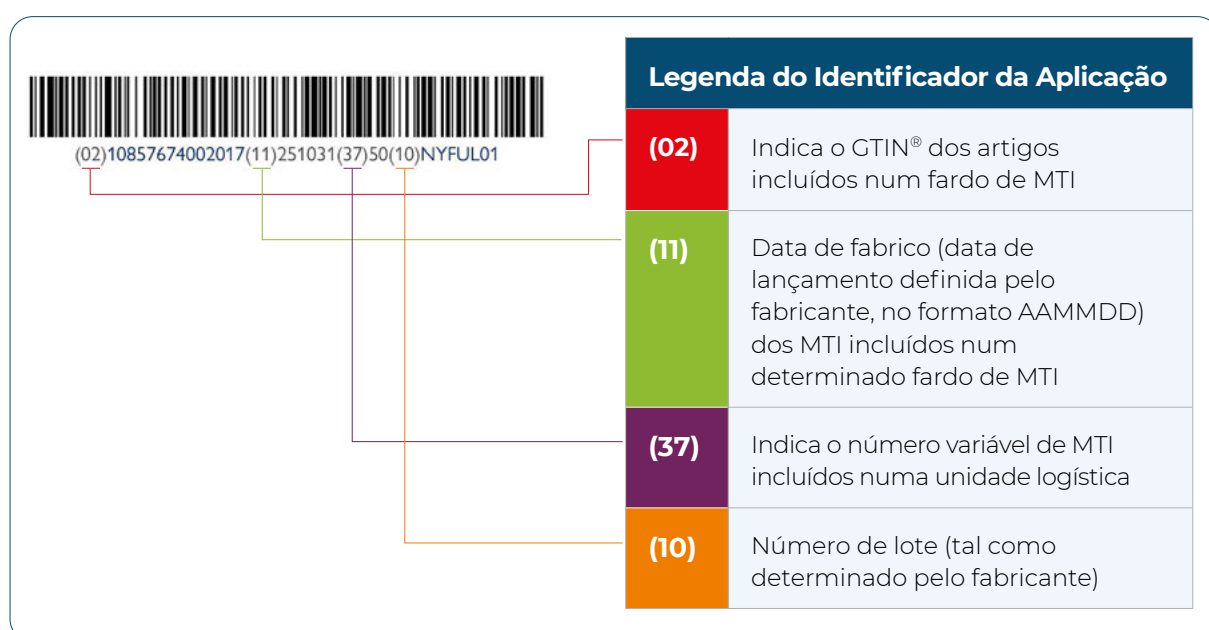 (02)10857674002017(11)251031(37)50(10)NYFUL01
Legenda do Identificador da Aplicação
(02)
Indica o GTIN® dos artigos
incluídos num fardo de MTI
(11)
Data de fabrico (data de
lançamento definida pelo
fabricante, no formato AAMMDD)
dos MTI incluídos num
determinado fardo de MTI
(37)
Indica o número variável de MTI
incluídos numa unidade logística
(10)
Número de lote (tal como
determinado pelo fabricante)